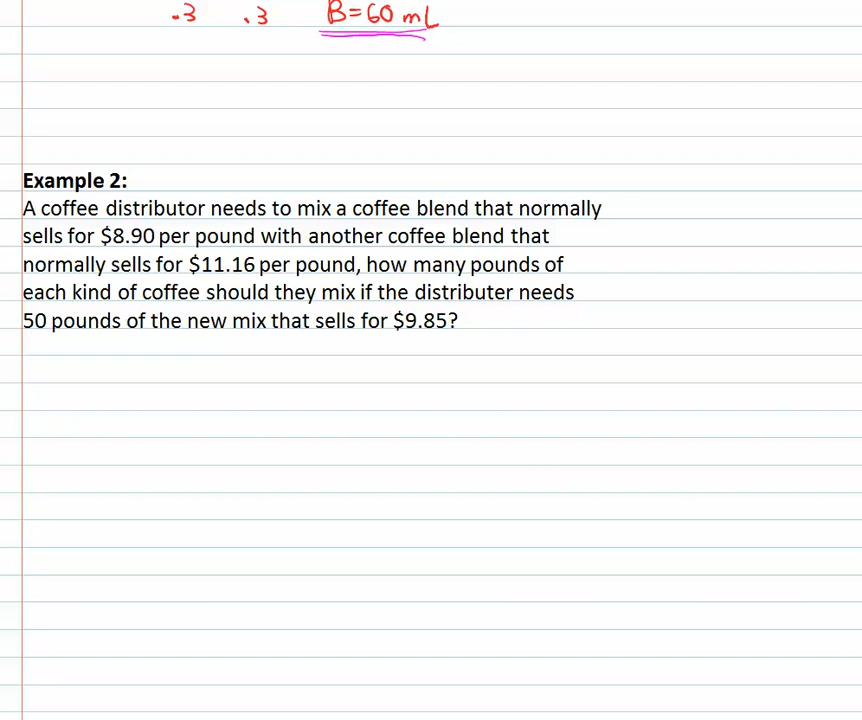 .3 .3 B=60 mL
Example 2:
A coffee distributor needs to mix a coffee blend that normally
sells for $8.90 per pound with another coffee blend that
normally sells for $11.16 per pound, how many pounds of
each kind of coffee should they mix if the distributer needs
50 pounds of the new mix that sells for $9.85?